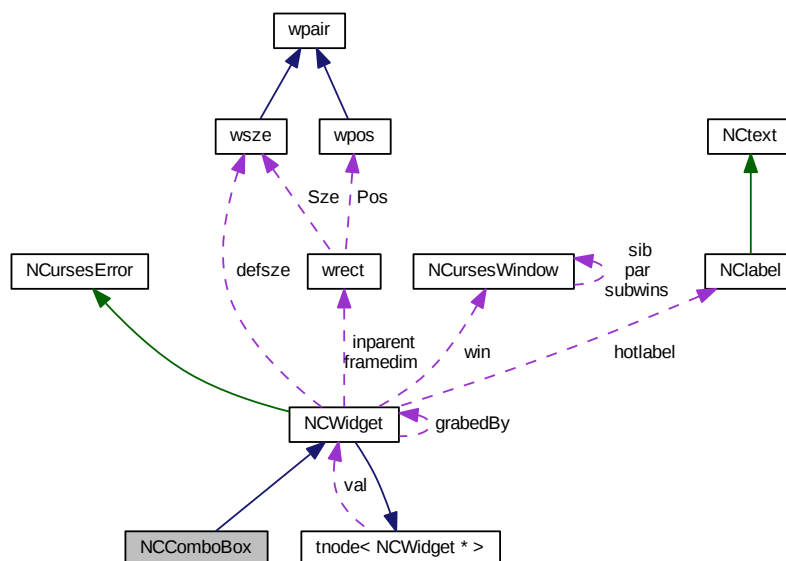 wpair
wsze
wpos
NCtext
Sze
Pos
NCursesError
defsze
wrect
NCursesWindow
sib
par
subwins
NClabel
inparent
framedim
win
hotlabel
NCWidget
grabedBy
val
NCComboBox
tnode< NCWidget * >